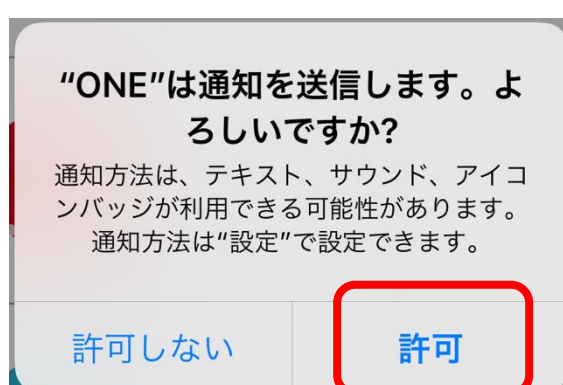 “ONE”は通知を送信します。よ
ろしいですか?
通知方法は、テキスト、サウンド、アイコ
ンバッジが利用できる可能性があります。
通知方法は“設定”で設定できます。
許可しない
許可